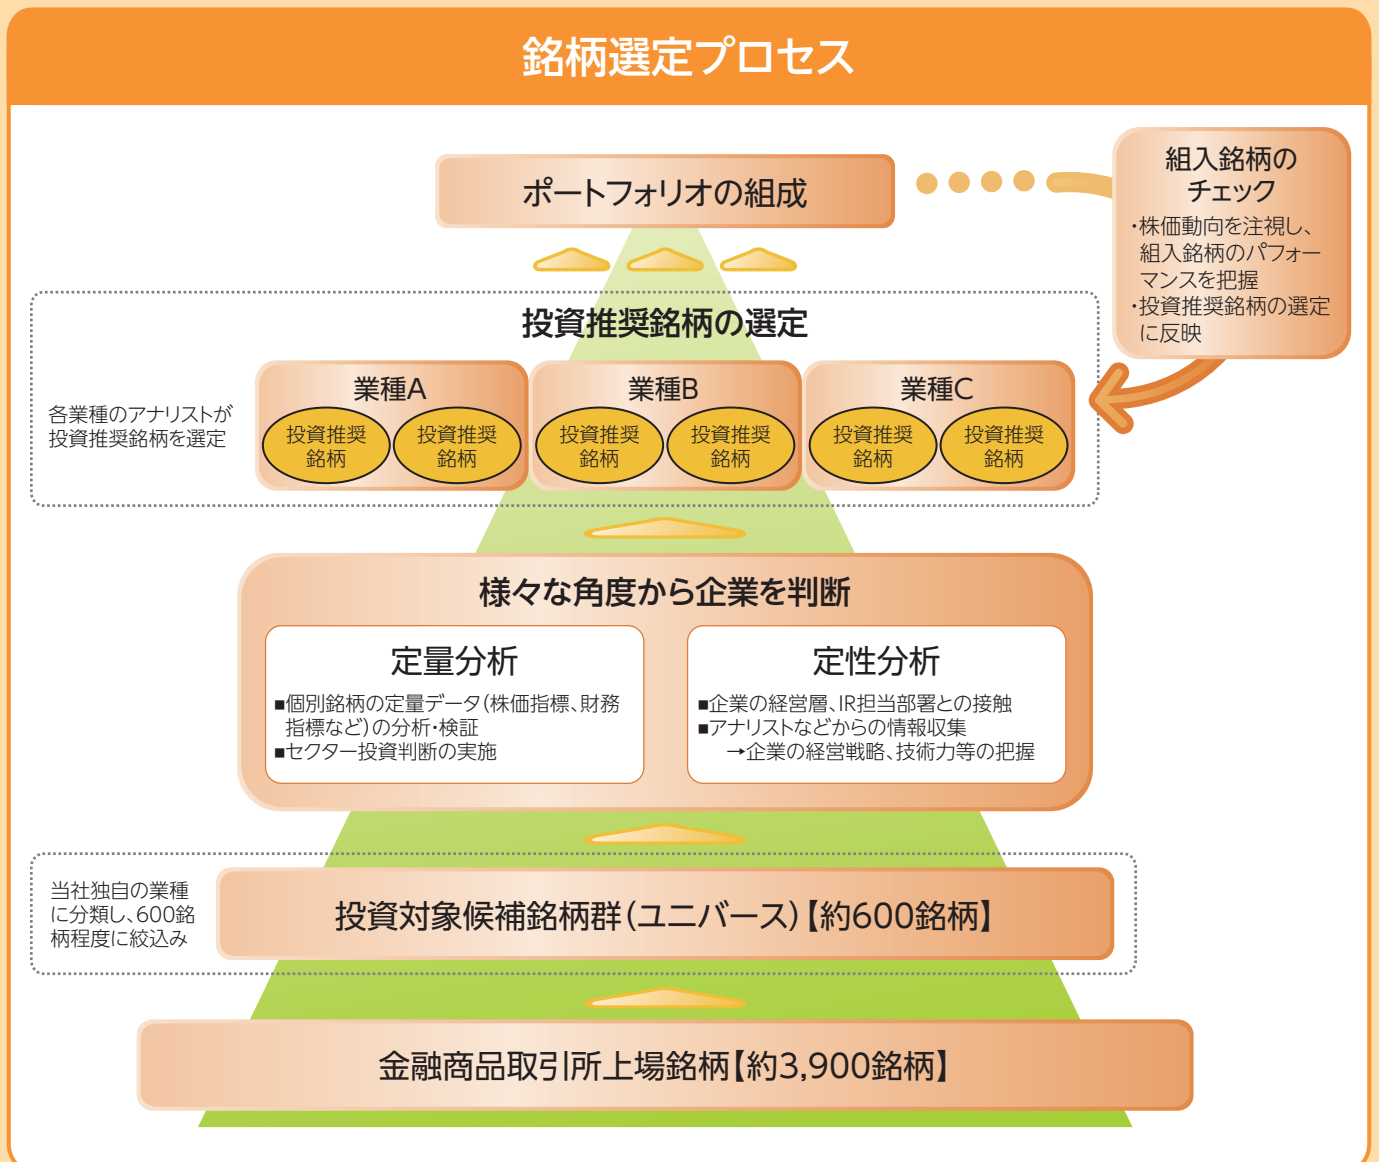 銘柄選定プロセス
ポートフォリオの組成
組入銘柄の
チェック
・株価動向を注視し、
組入銘柄のパフォー
マンスを把握
・投資推奨銘柄の選定
に反映
投資推奨銘柄の選定
各業種のアナリストが
投資推奨銘柄を選定
業種A
投資推奨
銘柄
投資推奨
銘柄
業種B
投資推奨
銘柄
投資推奨
銘柄
業種C
投資推奨
銘柄
投資推奨
銘柄
様々な角度から企業を判断
定量分析
■個別銘柄の定量データ（株価指標、財務
指標など）の分析・検証
■セクター投資判断の実施
定性分析
■企業の経営層、IR担当部署との接触
■アナリストなどからの情報収集
→企業の経営戦略、技術力等の把握
当社独自の業種
に分類し、600銘
柄程度に絞込み
投資対象候補銘柄群（ユニバース）【約600銘柄】
金融商品取引所上場銘柄【約3,900銘柄】